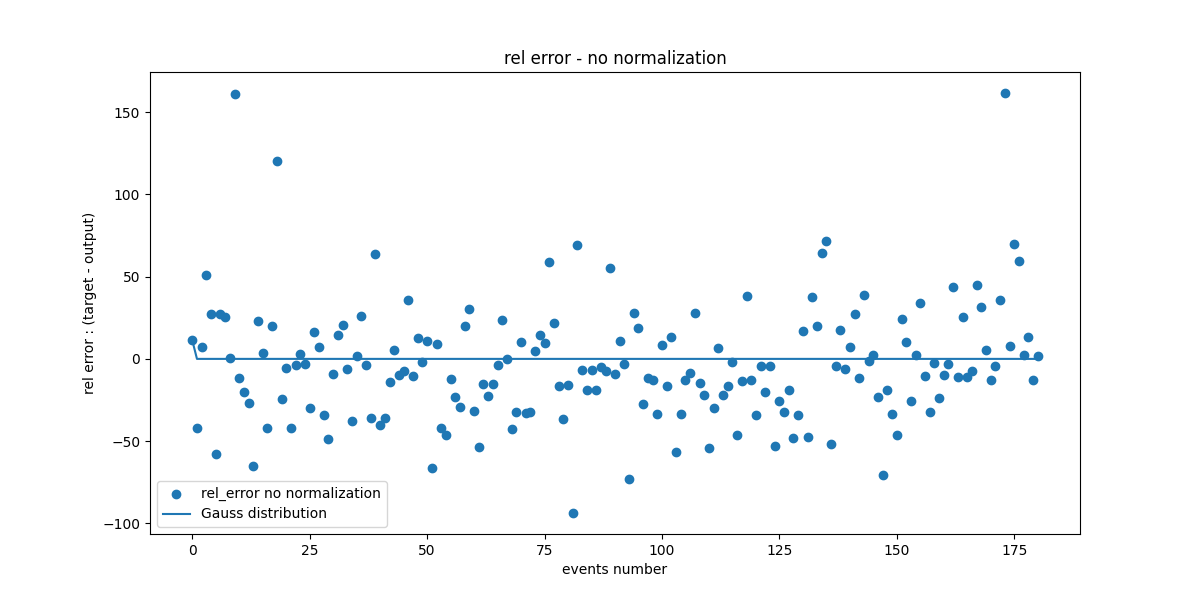 rel error - no normalization
rel error : (target - output)
150
100
50
0
−50
−100
rel_error no normalization
Gauss distribution
0
25
50
75
100
125
150
175
events number